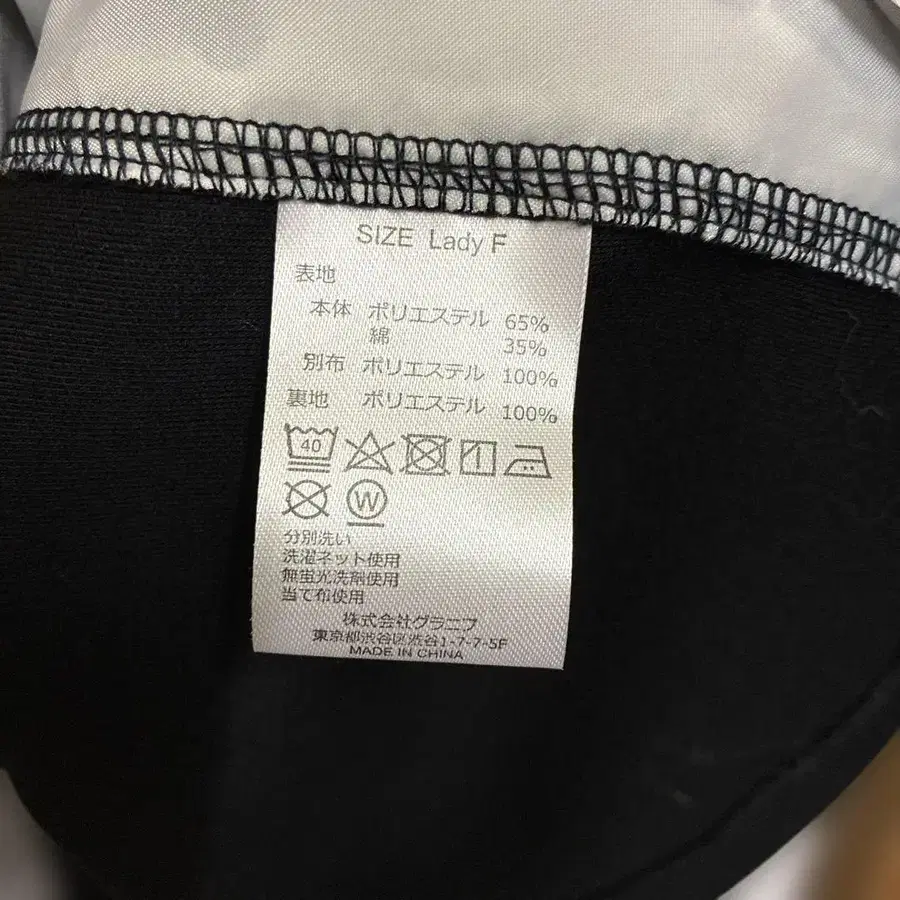 SIZE Lady F
表地
本体 ポリエステル 65%
綿 35%
別布 ポリエステル 100%
裏地 ポリエステル 100%
40
W
分別洗い
洗濯ネット使用
無蛍光洗剤使用
当て布使用
株式会社グラニフ
東京都渋谷区渋谷1-7-7-5F
MADE IN CHINA